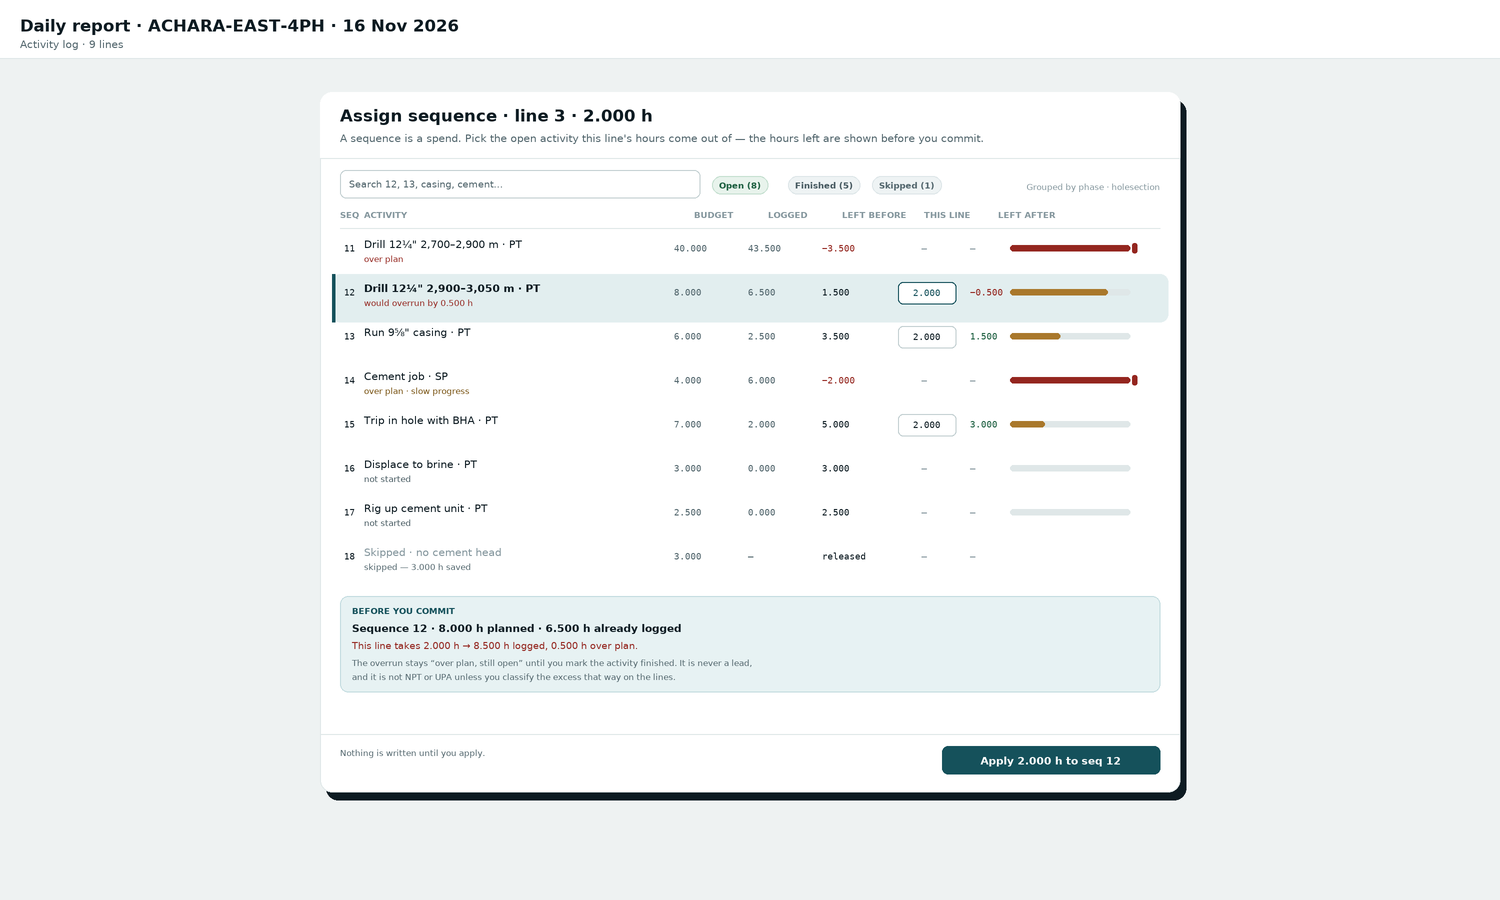 Daily report · ACHARA-EAST-4PH · 16 Nov 2026
Activity log · 9 lines
Assign sequence · line 3 · 2.000 h
A sequence is a spend. Pick the open activity this line's hours come out of — the hours left are shown before you commit.
Search 12, 13, casing, cement… Open (8) Finished (5) Skipped (1) Grouped by phase · holesection
SEQ ACTIVITY BUDGET LOGGED LEFT BEFORE THIS LINE LEFT AFTER
11 Drill 12¼" 2,700–2,900 m · PT 40.000 43.500 −3.500 — —
over plan
12 Drill 12¼" 2,900–3,050 m · PT 8.000 6.500 1.500 2.000 −0.500
would overrun by 0.500 h
13 Run 9⅝" casing · PT 6.000 2.500 3.500 2.000 1.500
14 Cement job · SP 4.000 6.000 −2.000 — —
over plan · slow progress
15 Trip in hole with BHA · PT 7.000 2.000 5.000 2.000 3.000
16 Displace to brine · PT 3.000 0.000 3.000 — —
not started
17 Rig up cement unit · PT 2.500 0.000 2.500 — —
not started
18 Skipped · no cement head 3.000 — released — —
skipped — 3.000 h saved
BEFORE YOU COMMIT
Sequence 12 · 8.000 h planned · 6.500 h already logged
This line takes 2.000 h → 8.500 h logged, 0.500 h over plan.
The overrun stays “over plan, still open” until you mark the activity finished. It is never a lead,
and it is not NPT or UPA unless you classify the excess that way on the lines.
Nothing is written until you apply.
Apply 2.000 h to seq 12